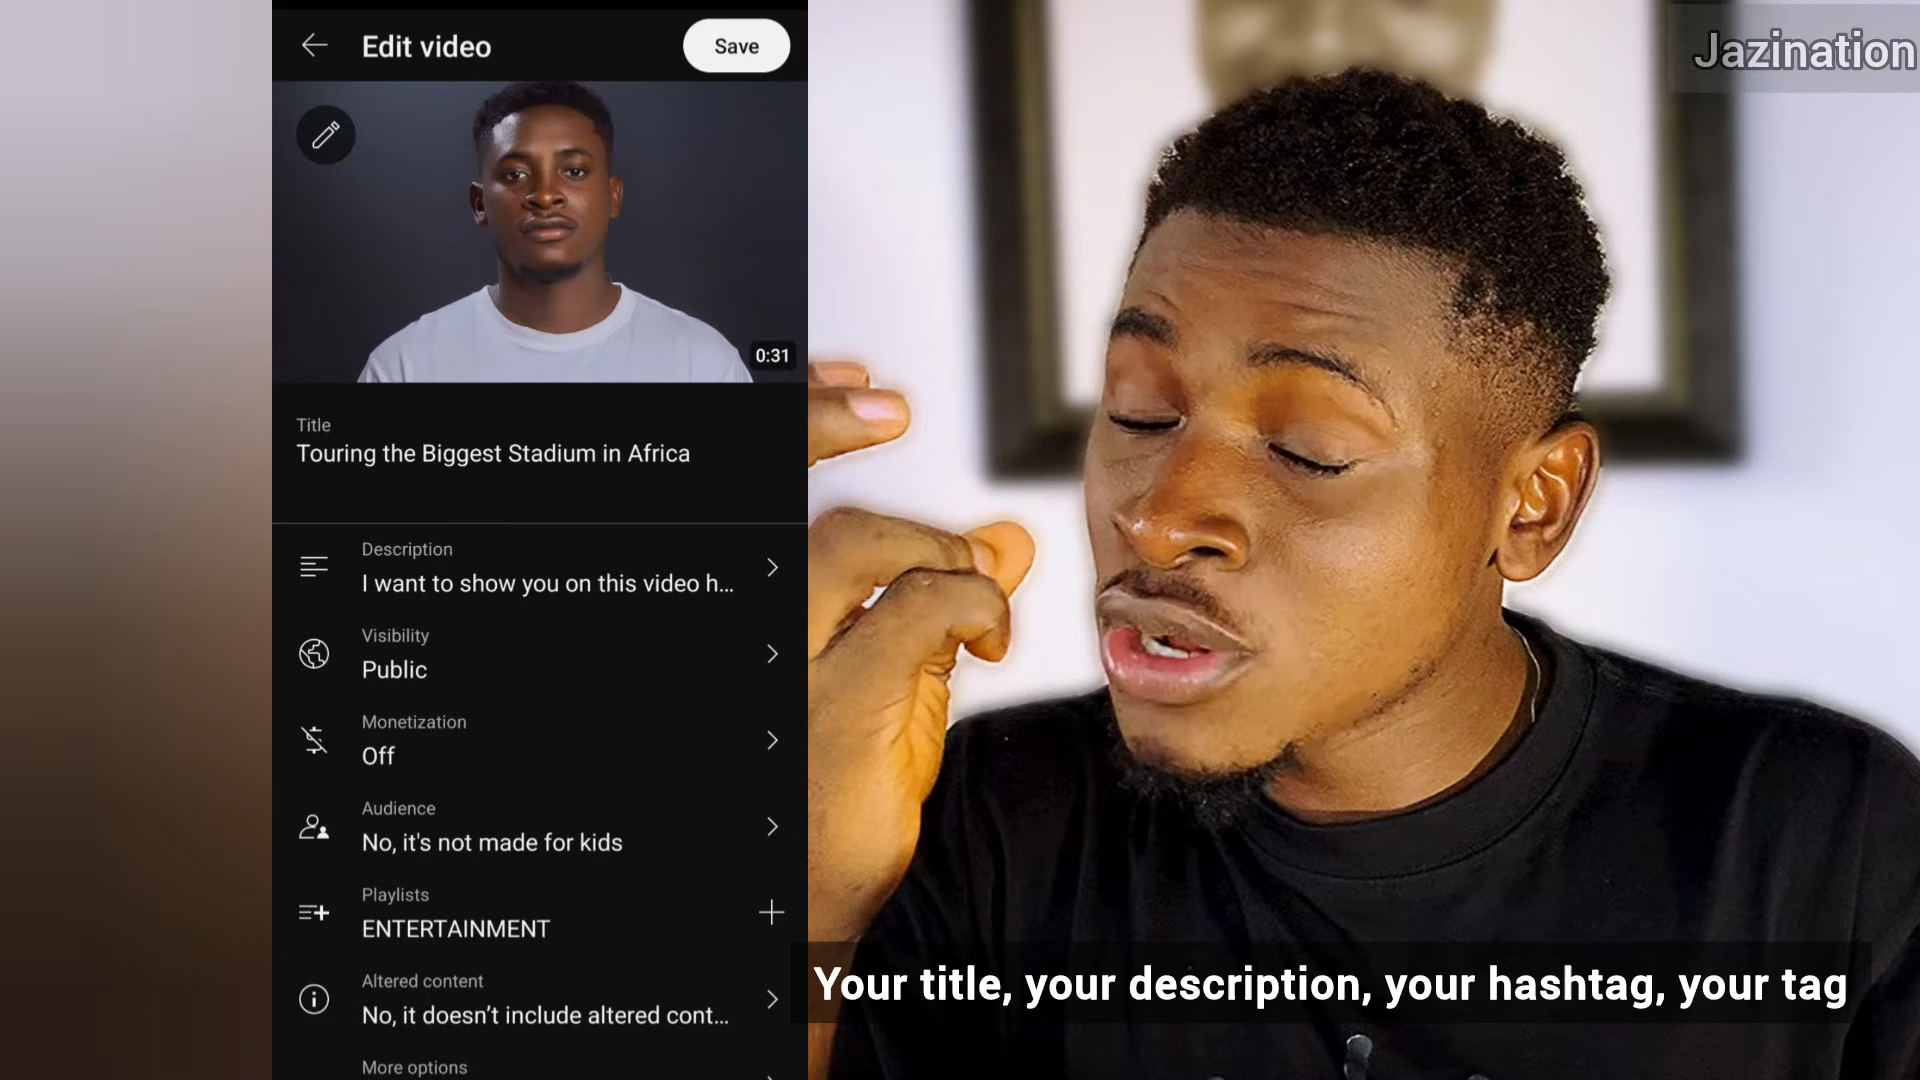 Edit video
Save
0:31
Title
Touring the Biggest Stadium in Africa
Description
I want to show you on this video h...
Visibility
Public
Monetization
Off
Audience
No, it's not made for kids
Playlists
ENTERTAINMENT
Altered content
No, it doesn’t include altered cont...
More options
Jazination
Your title, your description, your hashtag, your tag